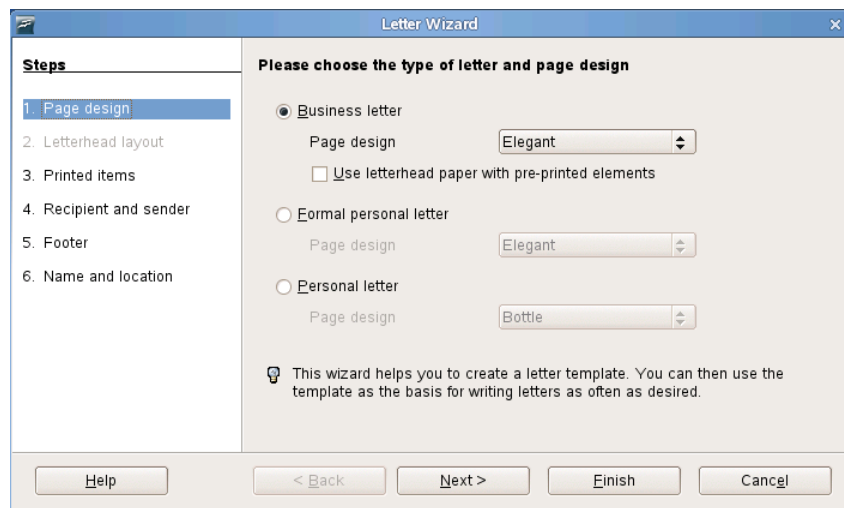 Letter Wizard
Steps
1. Page design
2. Letterhead layout
3. Printed items
4. Recipient and sender
5. Footer
6. Name and location
Please choose the type of letter and page design
Business letter
Page design Elegant
Use letterhead paper with pre-printed elements
Formal personal letter
Page design Elegant
Personal letter
Page design Bottle
This wizard helps you to create a letter template. You can then use the
template as the basis for writing letters as often as desired.
Help < Back Next > Finish Cancel